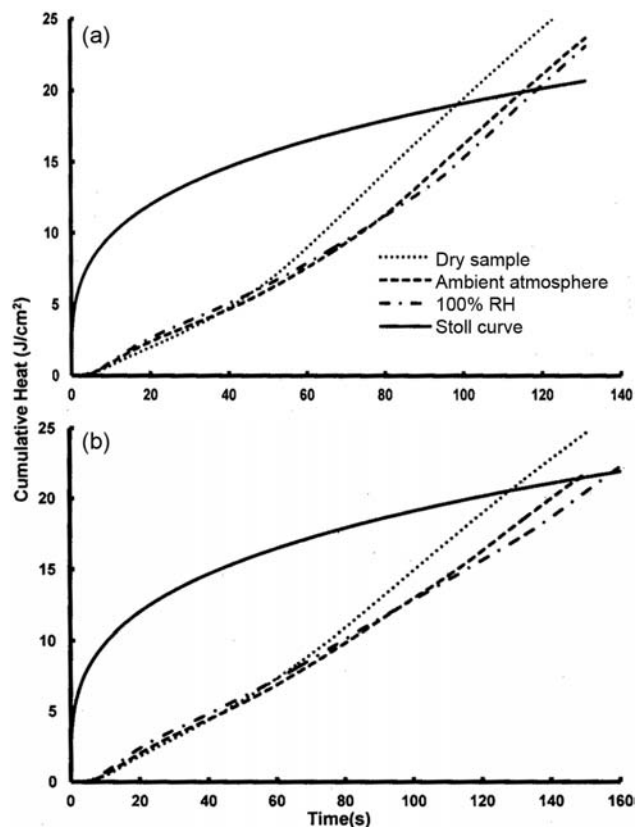 (a)
25
20
15
10
5
0
0 20 40 60 80 100 120 140
Dry sample
Ambient atmosphere
100% RH
Stoll curve
Cumulative Heat (J/cm²)
(b)
25
20
15
10
5
0
0 20 40 60 80 100 120 140 160
Time(s)